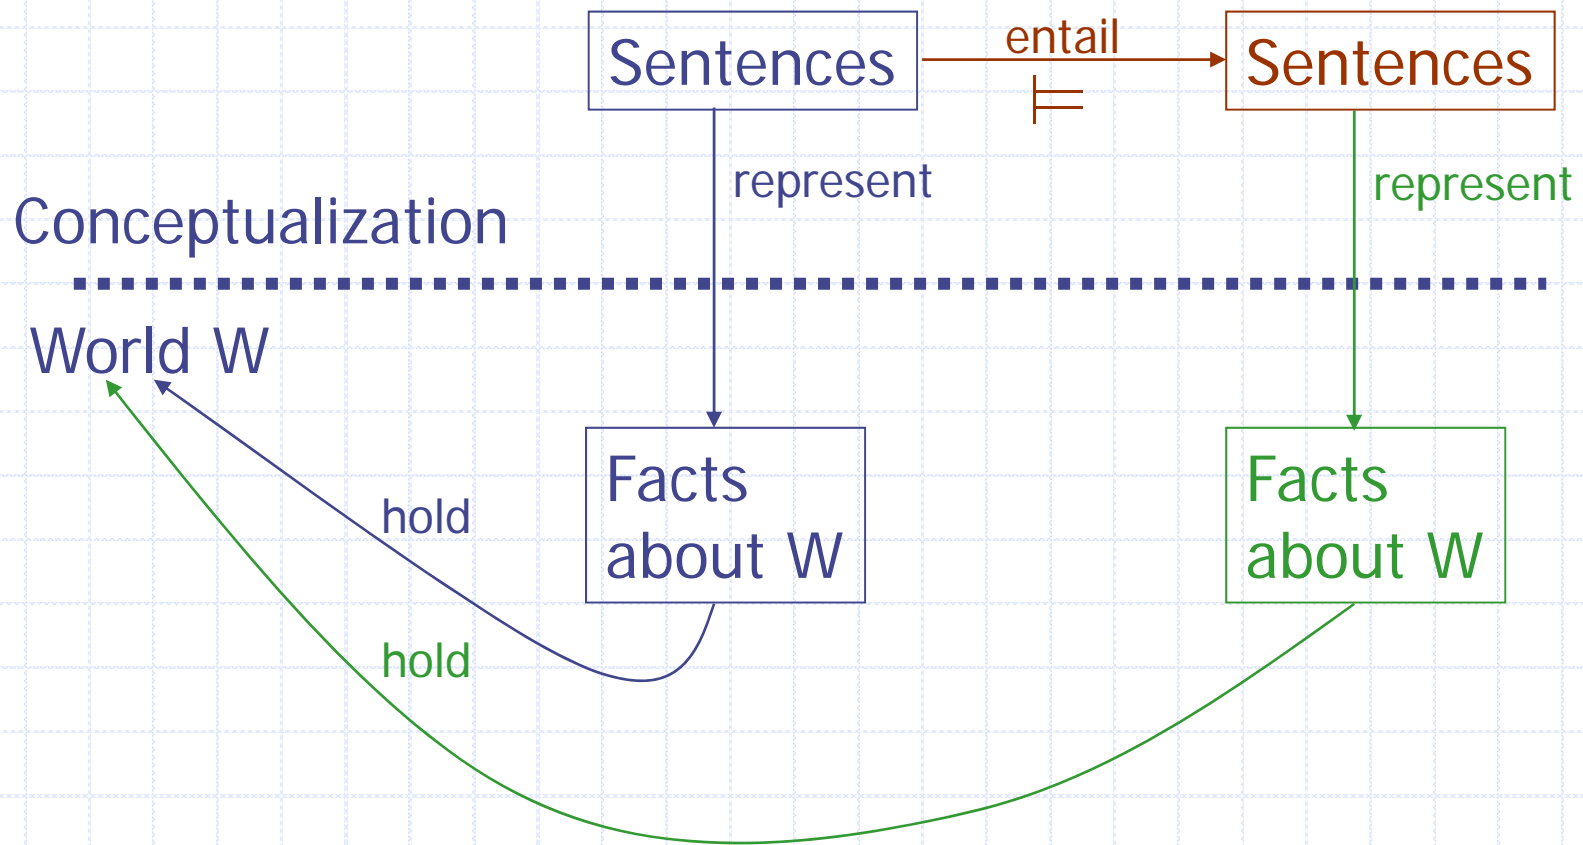 Sentences
entail
Sentences
⊨
represent
represent
Conceptualization
World W
Facts
about W
Facts
about W
hold
hold